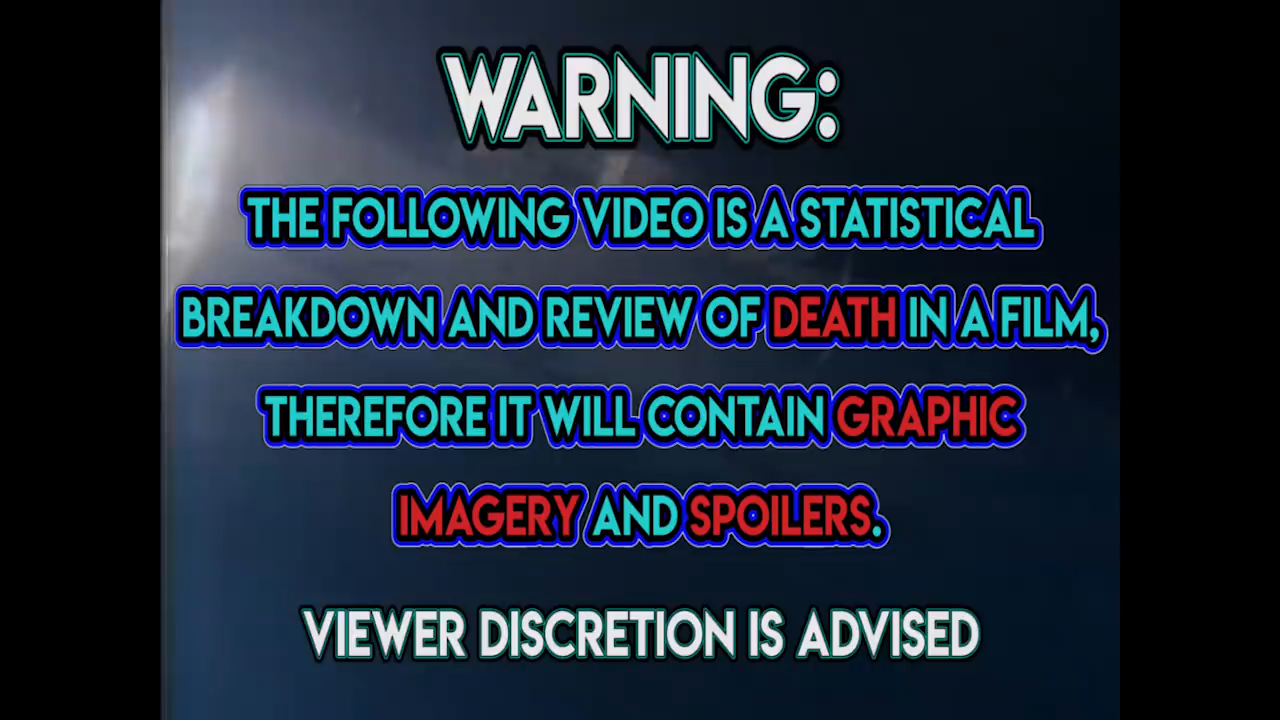 WARNING:
THE FOLLOWING VIDEO IS A STATISTICAL
BREAKDOWN AND REVIEW OF DEATH IN A FILM,
THEREFORE IT WILL CONTAIN GRAPHIC
IMAGERY AND SPOILERS.
VIEWER DISCRETION IS ADVISED